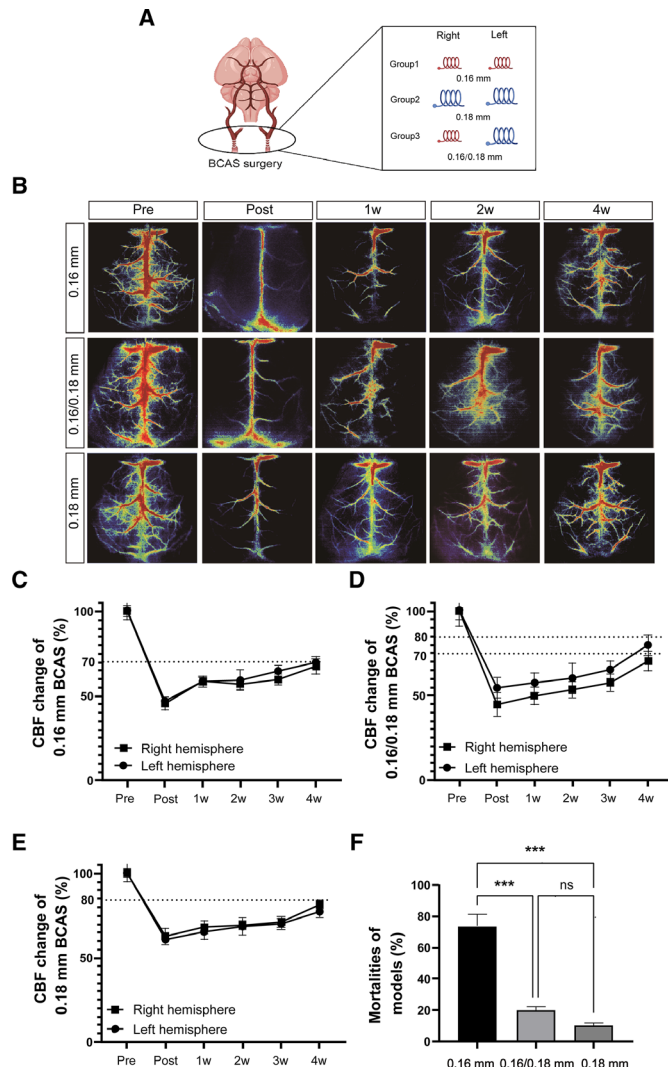 A
Right Left
Group1
0.16 mm
Group2
0.18 mm
Group3
0.16/0.18 mm
BCAS surgery
B
Pre Post 1w 2w 4w
0.16 mm
0.16/0.18 mm
0.18 mm
C
CBF change of
0.16 mm BCAS (%)
100
70
50
0
Right hemisphere
Left hemisphere
Pre Post 1w 2w 3w 4w
D
CBF change of
0.16/0.18 mm BCAS (%)
100
80
70
50
0
Right hemisphere
Left hemisphere
Pre Post 1w 2w 3w 4w
E
CBF change of
0.18 mm BCAS (%)
100
80
50
0
Right hemisphere
Left hemisphere
Pre Post 1w 2w 3w 4w
F
Mortalities of
models (%)
100
80
60
40
20
0
***
*** ns
0.16 mm 0.16/0.18 mm 0.18 mm